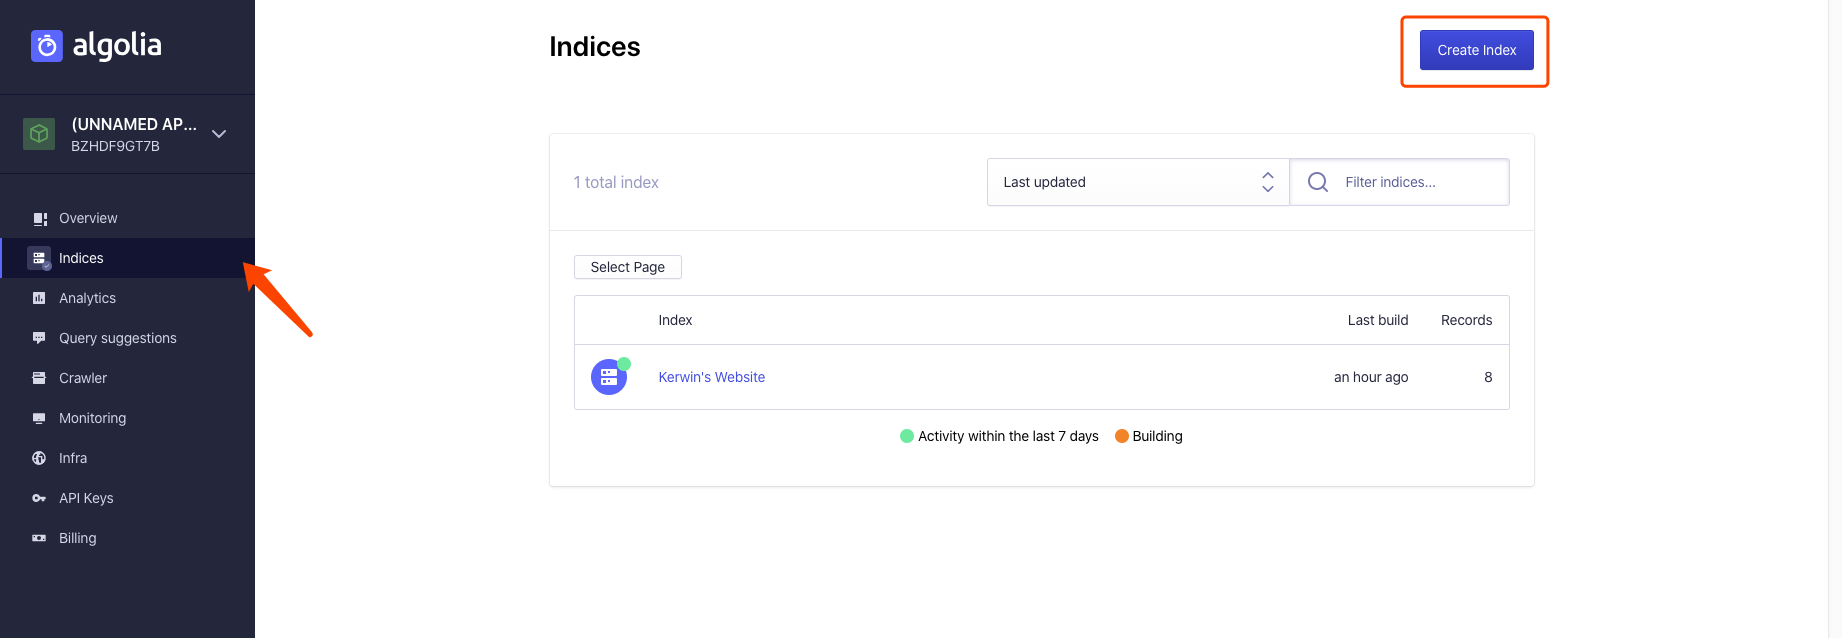 algolia
(UNNAMED AP...
BZHDF9GT7B
Overview
Indices
Analytics
Query suggestions
Crawler
Monitoring
Infra
API Keys
Billing
Indices
Create Index
1 total index
Last updated
Filter indices...
Select Page
Index Last build Records
Kerwin's Website an hour ago 8
Activity within the last 7 days Building